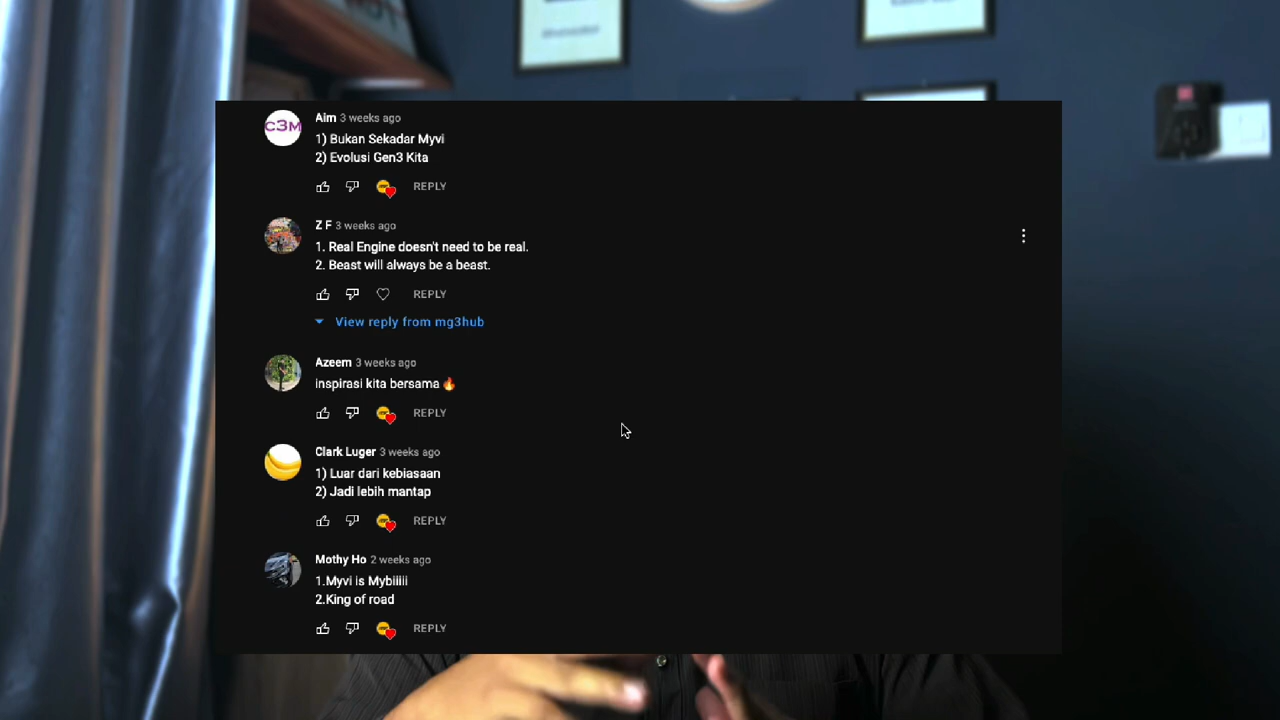 C3M
Aim 3 weeks ago
1) Bukan Sekadar Myvi
2) Evolusi Gen3 Kita
REPLY
Z F 3 weeks ago
1. Real Engine doesn't need to be real.
2. Beast will always be a beast.
REPLY
View reply from mg3hub
Azeem 3 weeks ago
inspirasi kita bersama 🔥
REPLY
Clark Luger 3 weeks ago
1) Luar dari kebiasaan
2) Jadi lebih mantap
REPLY
Mothy Ho 2 weeks ago
1.Myvi is Mybiiiii
2.King of road
REPLY